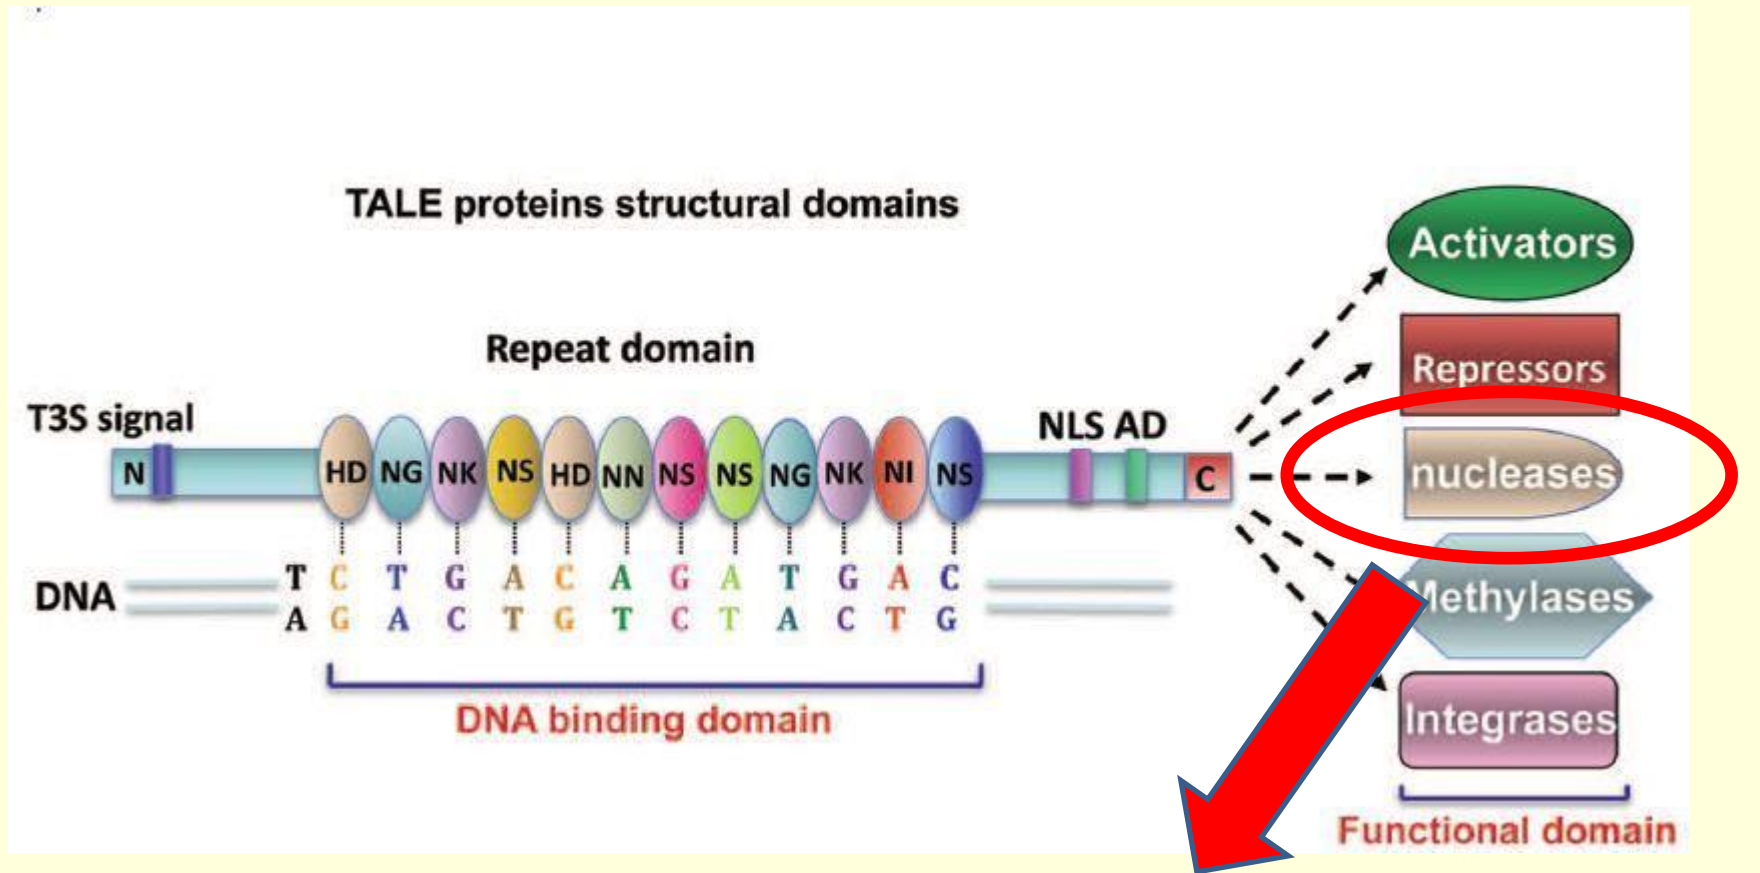 TALE proteins structural domains
Repeat domain
T3S signal
NLS AD
N HD NG NK NS HD NN NS NS NG NK NI NS C
DNA
T C T G A C A G A T G A C
A G A C T G T C T A C T G
DNA binding domain
Activators
Repressors
nucleases
Methylases
Integrases
Functional domain